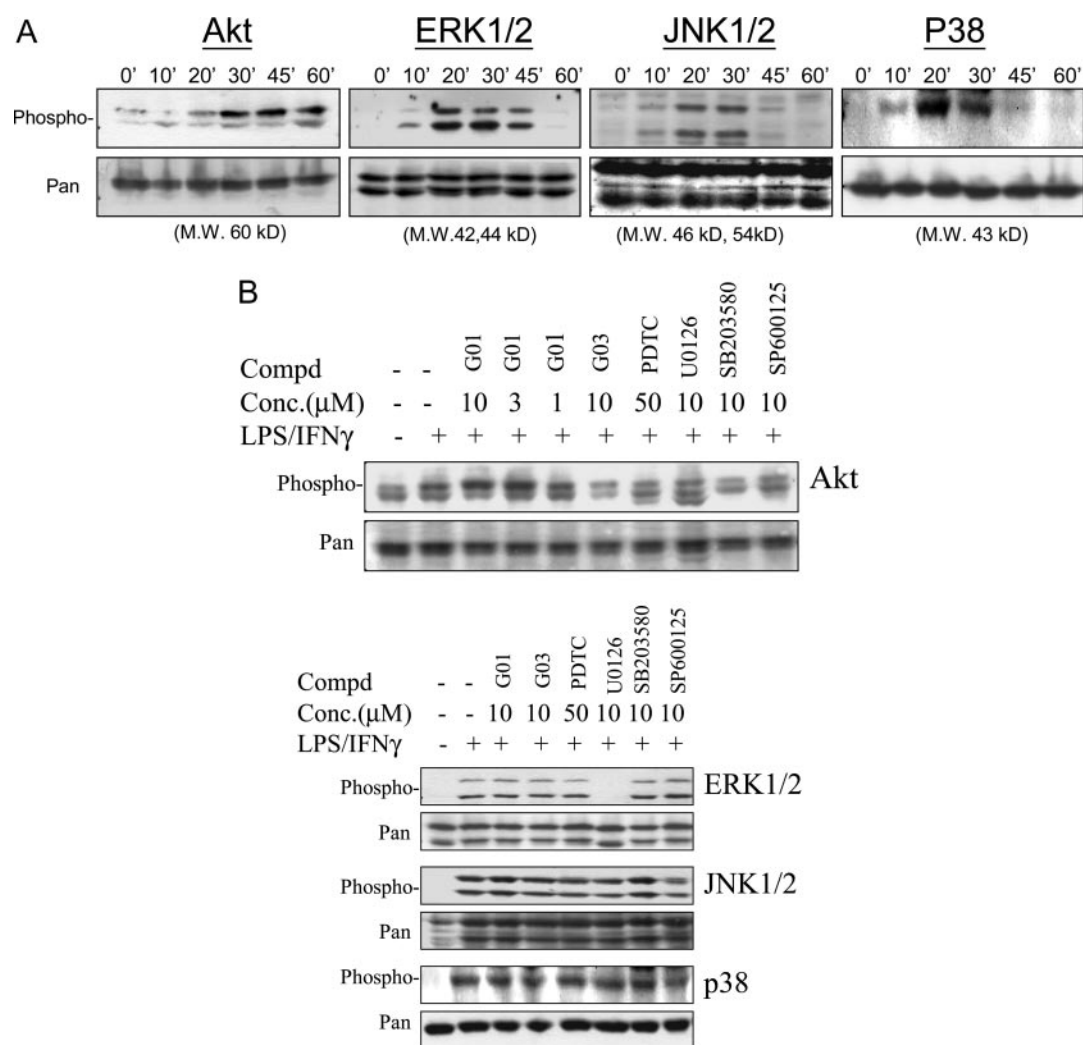 A
Akt ERK1/2 JNK1/2 P38
0' 10' 20' 30' 45' 60' 0' 10' 20' 30' 45' 60' 0' 10' 20' 30' 45' 60' 0' 10' 20' 30' 45' 60'
Phospho-
Pan
(M.W. 60 kD) (M.W.42,44 kD) (M.W. 46 kD, 54kD) (M.W. 43 kD)
B
Compd - - G01 G01 G01 G03 PDTC U0126 SB203580 SP600125
Conc.(μM) - - 10 3 1 10 50 10 10 10
LPS/IFNγ - + + + + + + + + +
Phospho- Akt
Pan
Compd - - G01 G03 PDTC U0126 SB203580 SP600125
Conc.(μM) - - 10 10 50 10 10 10
LPS/IFNγ - + + + + + + +
Phospho- ERK1/2
Pan
Phospho- JNK1/2
Pan
Phospho- p38
Pan